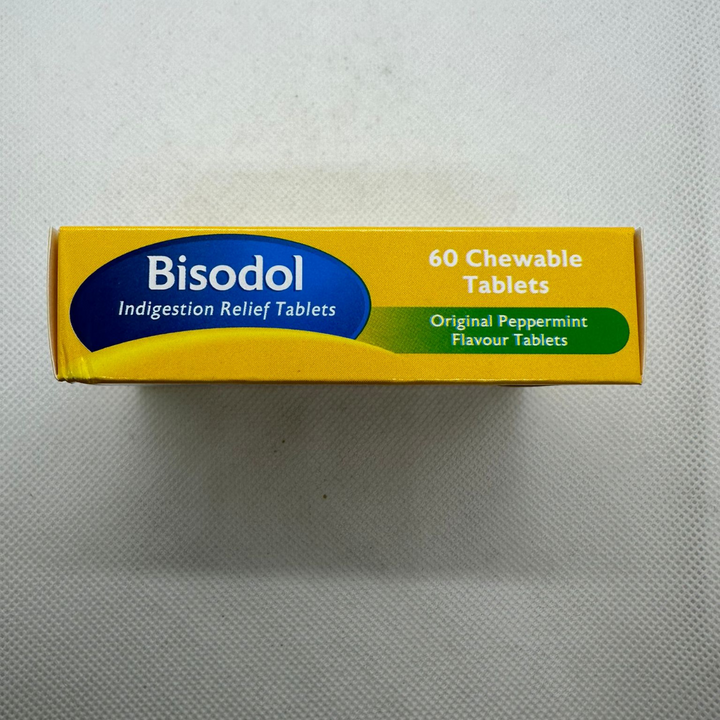 Bisodol
Indigestion Relief Tablets
60 Chewable
Tablets
Original Peppermint
Flavour Tablets